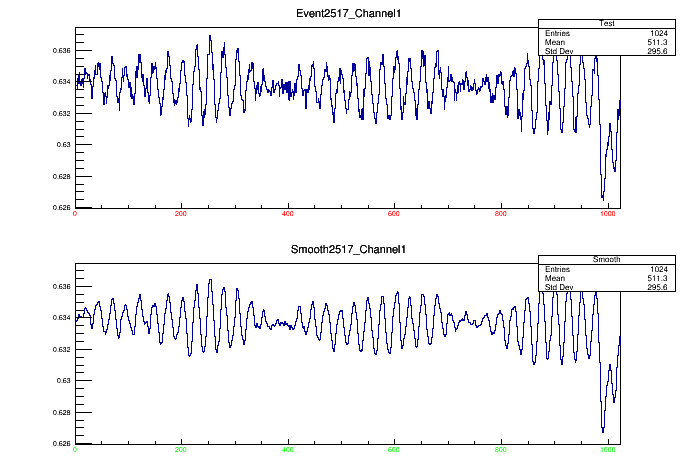 Event2517_Channel1
Test
Entries 1024
Mean 511.3
Std Dev 295.6
0.636
0.634
0.632
0.63
0.628
0.626
0 200 400 600 800 1000
Smooth2517_Channel1
Smooth
Entries 1024
Mean 511.3
Std Dev 295.6
0.636
0.634
0.632
0.63
0.628
0.626
0 200 400 600 800 1000